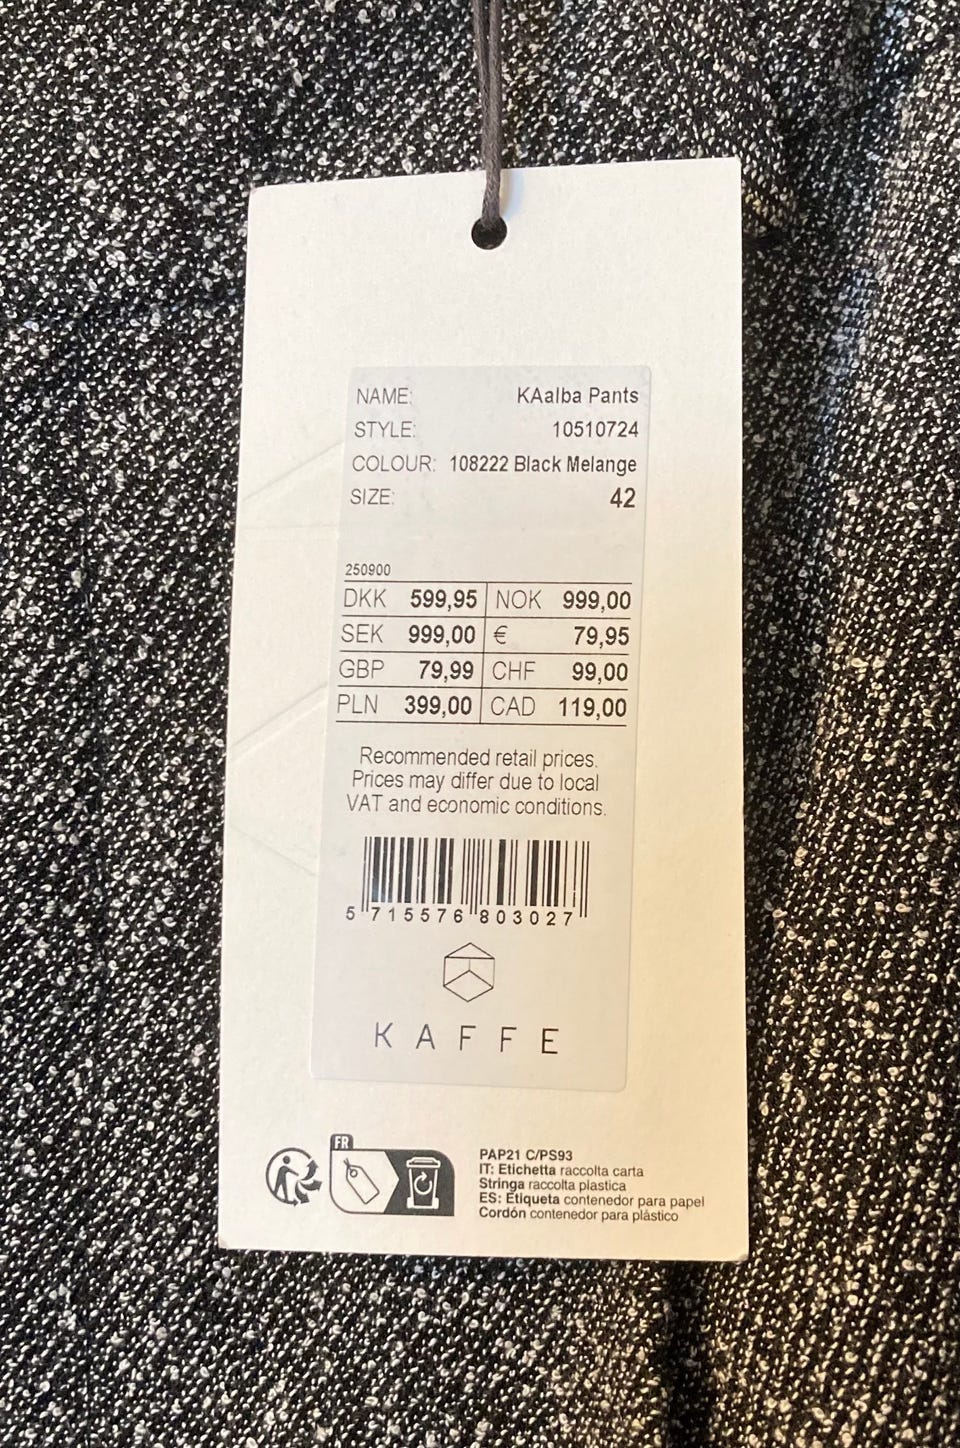 NAME: KAalba Pants
STYLE: 10510724
COLOUR: 108222 Black Melange
SIZE: 42
250900
DKK 599,95 NOK 999,00
SEK 999,00 € 79,95
GBP 79,99 CHF 99,00
PLN 399,00 CAD 119,00
Recommended retail prices.
Prices may differ due to local
VAT and economic conditions.
5 715576 803027
KAFFE
FR
PAP21 C/PS93
IT: Etichetta raccolta carta
Stringa raccolta plastica
ES: Etiqueta contenedor para papel
Cordón contenedor para plástico